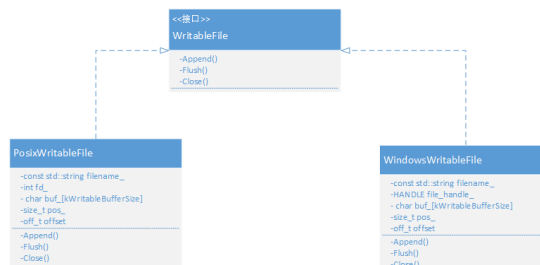 <<接口>>
WritableFile
-Append()
-Flush()
-Close()
PosixWritableFile
-const std::string filename_
-int fd_
- char buf_[kWritableBufferSize]
-size_t pos_
-off_t offset
-Append()
-Flush()
-Close()
WindowsWritableFile
-const std::string filename_
-HANDLE file_handle_
- char buf_[kWritableBufferSize]
-size_t pos_
-off_t offset
-Append()
-Flush()
-Close()